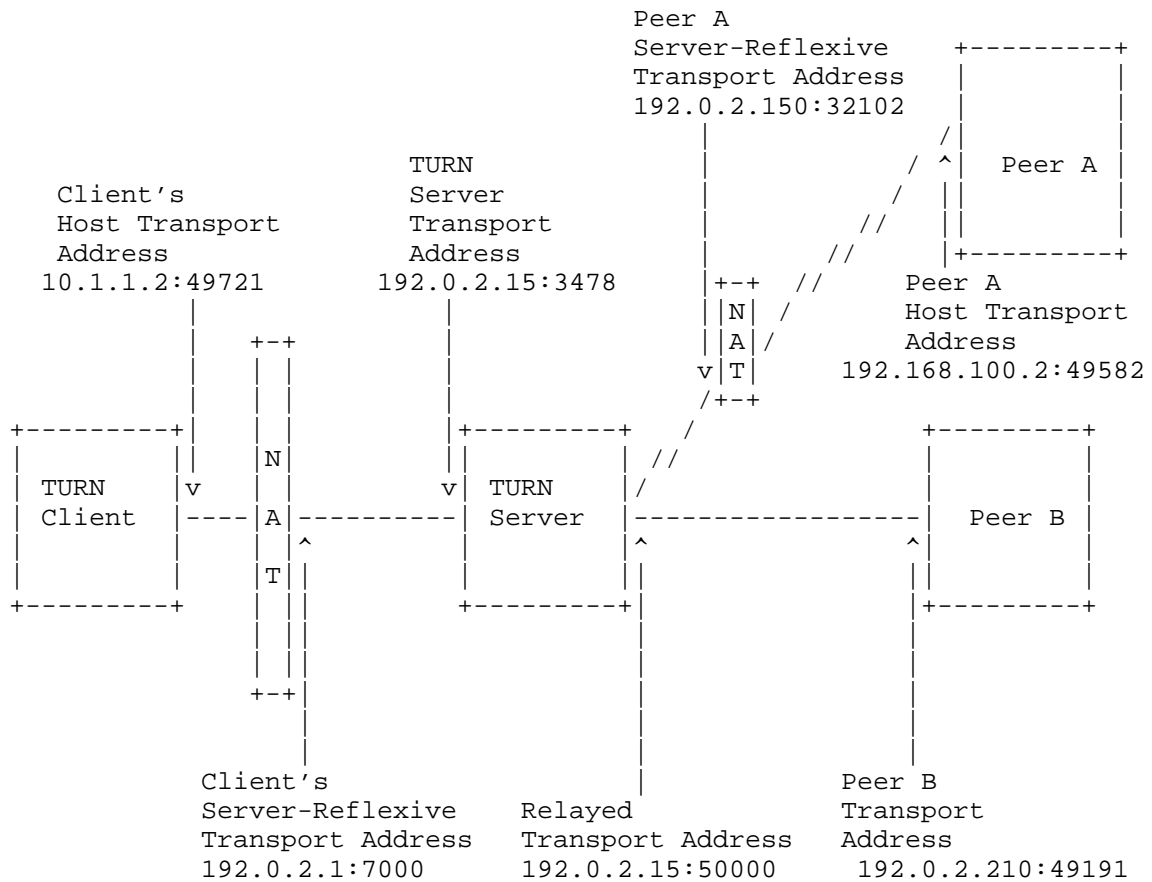 Peer A
Server-Reflexive
Transport Address
192.0.2.150:32102
Peer A
TURN
Server
Transport
Address
192.0.2.15:3478
Client's
Host Transport
Address
10.1.1.2:49721
Peer A
Host Transport
Address
192.168.100.2:49582
N
A
T
N
A
T
TURN
Client
TURN
Server
Peer B
Client's
Server-Reflexive
Transport Address
192.0.2.1:7000
Relayed
Transport Address
192.0.2.15:50000
Peer B
Transport
Address
192.0.2.210:49191